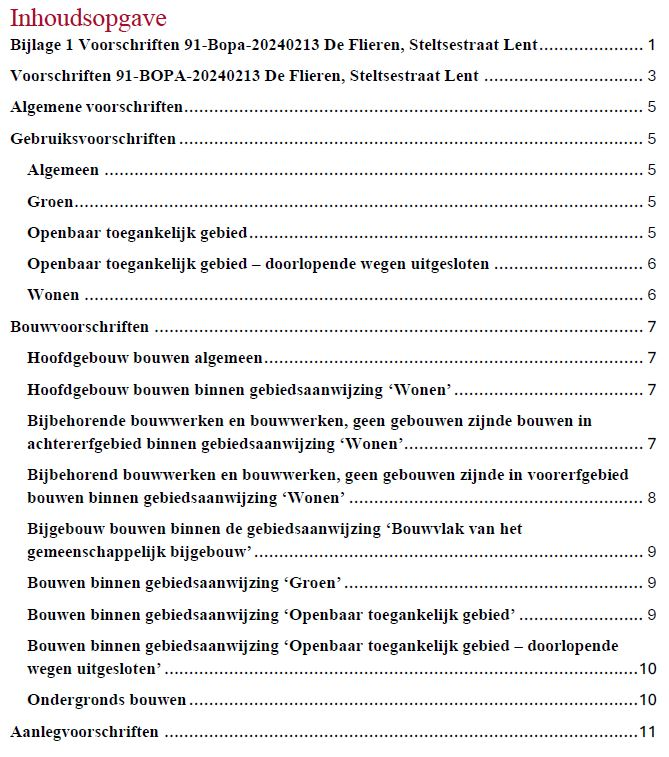 Inhoudsopgave
Bijlage 1 Voorschriften 91-Bopa-20240213 De Flieren, Steltsestraat Lent.......................... 1
Voorschriften 91-BOPA-20240213 De Flieren, Steltsestraat Lent ...................................... 3
Algemene voorschriften.......................................................................................................... 5
Gebruiksvoorschriften ........................................................................................................... 5
Algemeen ............................................................................................................................. 5
Groen.................................................................................................................................... 5
Openbaar toegankelijk gebied............................................................................................. 5
Openbaar toegankelijk gebied – doorlopende wegen uitgesloten ................................... 6
Wonen ................................................................................................................................. 6
Bouwvoorschriften ................................................................................................................. 7
Hoofdgebouw bouwen algemeen.......................................................................................... 7
Hoofdgebouw bouwen binnen gebiedsaanwijzing ‘Wonen’ ............................................. 7
Bijbehorende bouwwerken en bouwwerken, geen gebouwen zijnde bouwen in
achtererfgebied binnen gebiedsaanwijzing ‘Wonen’......................................................... 7
Bijbehorend bouwwerken en bouwwerken, geen gebouwen zijnde in voorerfgebied
bouwen binnen gebiedsaanwijzing ‘Wonen’ ..................................................................... 8
Bijgebouw bouwen binnen de gebiedsaanwijzing ‘Bouwvlak van het
gemeenschappelijk bijgebouw’............................................................................................ 9
Bouwen binnen gebiedsaanwijzing ‘Groen’ ...................................................................... 9
Bouwen binnen gebiedsaanwijzing ‘Openbaar toegankelijk gebied’ .............................. 9
Bouwen binnen gebiedsaanwijzing ‘Openbaar toegankelijk gebied – doorlopende
wegen uitgesloten’ ..............................................................................................................10
Ondergronds bouwen.........................................................................................................10
Aanlegvoorschriften ..............................................................................................................11